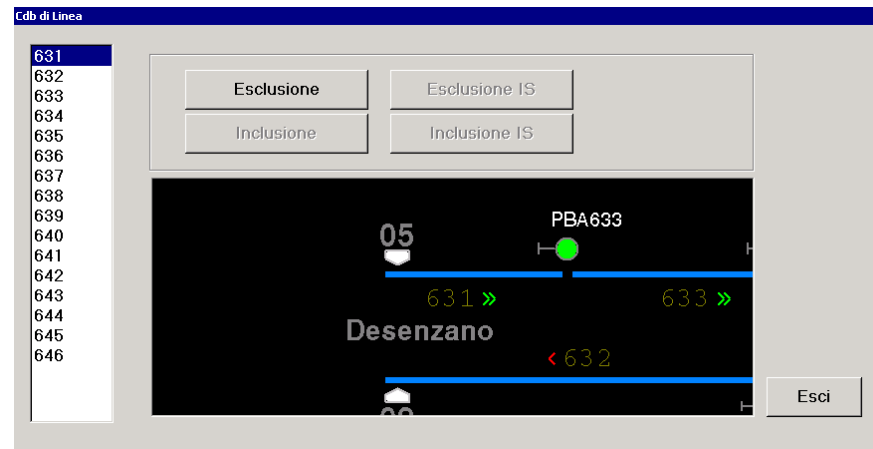 Cdb di Linea
631
632
633
634
635
636
637
638
639
640
641
642
643
644
645
646
Esclusione
Esclusione IS
Inclusione
Inclusione IS
PBA633
05
631 »
633 »
Desenzano
< 632
Esci